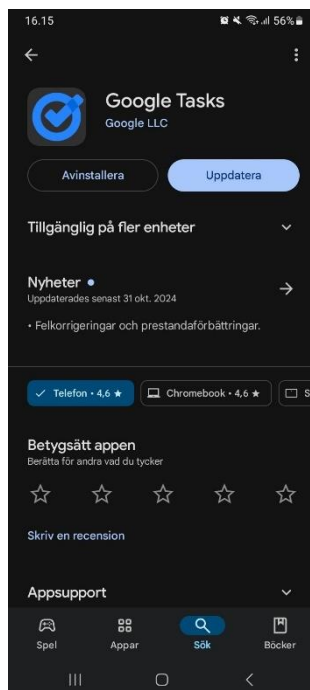 16.15
56%
Google Tasks
Google LLC
Avinstallera
Uppdatera
Tillgänglig på fler enheter
Nyheter
Uppdaterades senast 31 okt. 2024
• Felkorrigeringar och prestandaförbättringar.
Telefon • 4,6 ★
Chromebook • 4,6 ★
S
Betygsätt appen
Berätta för andra vad du tycker
Skriv en recension
Appsupport
Spel
Appar
Sök
Böcker